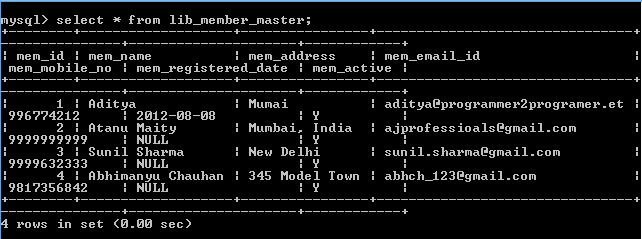 mysql> select * from lib_member_master;
+--------+------------------+----------------+--------------------------------+
---------------+---------------------+------------+
¦ mem_id ¦ mem_name ¦ mem_address ¦ mem_email_id ¦
 mem_mobile_no ¦ mem_registered_date ¦ mem_active ¦
+--------+------------------+----------------+--------------------------------+
---------------+---------------------+------------+
¦ 1 ¦ Aditya ¦ Mumai ¦ aditya@programmer2programer.et ¦
 996774212 ¦ 2012-08-08 ¦ Y ¦
¦ 2 ¦ Atanu Maity ¦ Mumbai, India ¦ ajprofessioals@gmail.com ¦
 9999999999 ¦ NULL ¦ Y ¦
¦ 3 ¦ Sunil Sharma ¦ New Delhi ¦ sunil.sharma@gmail.com ¦
 9999632333 ¦ NULL ¦ Y ¦
¦ 4 ¦ Abhimanyu Chauhan ¦ 345 Model Town ¦ abhch_123@gmail.com ¦
 9817356842 ¦ NULL ¦ Y ¦
+--------+------------------+----------------+--------------------------------+
---------------+---------------------+------------+
4 rows in set (0.00 sec)